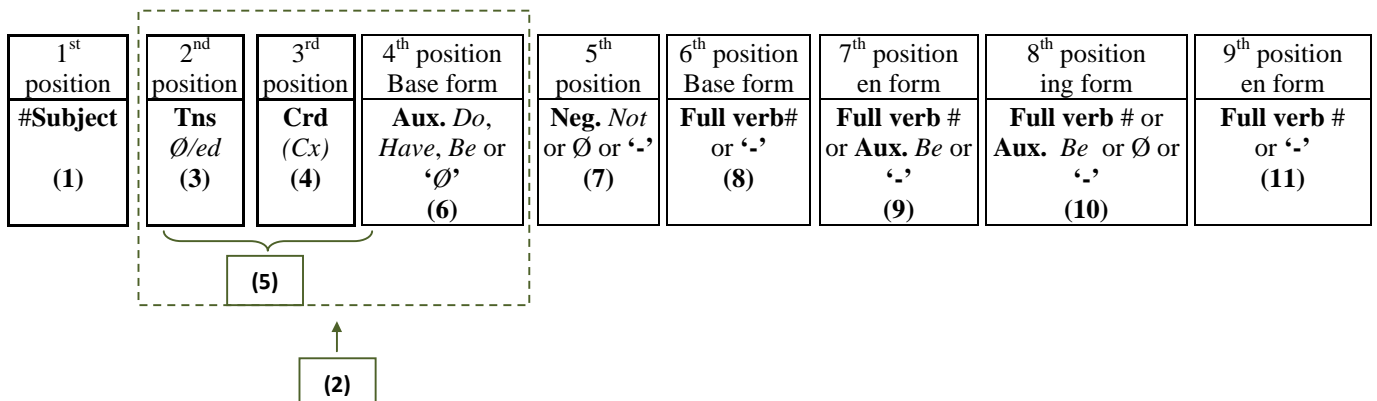 1st position
#Subject
(1)
2nd position
Tns
Ø/ed
(3)
3rd position
Crd
(Cx)
(4)
4th position
Base form
Aux. Do,
Have, Be or
‘Ø’
(6)
5th position
Neg. Not
or Ø or ‘-’
(7)
6th position
Base form
Full verb#
or ‘-’
(8)
7th position
en form
Full verb #
or Aux. Be or
‘-’
(9)
8th position
ing form
Full verb # or
Aux. Be or Ø or
‘-’
(10)
9th position
en form
Full verb #
or ‘-’
(11)
(5)
(2)